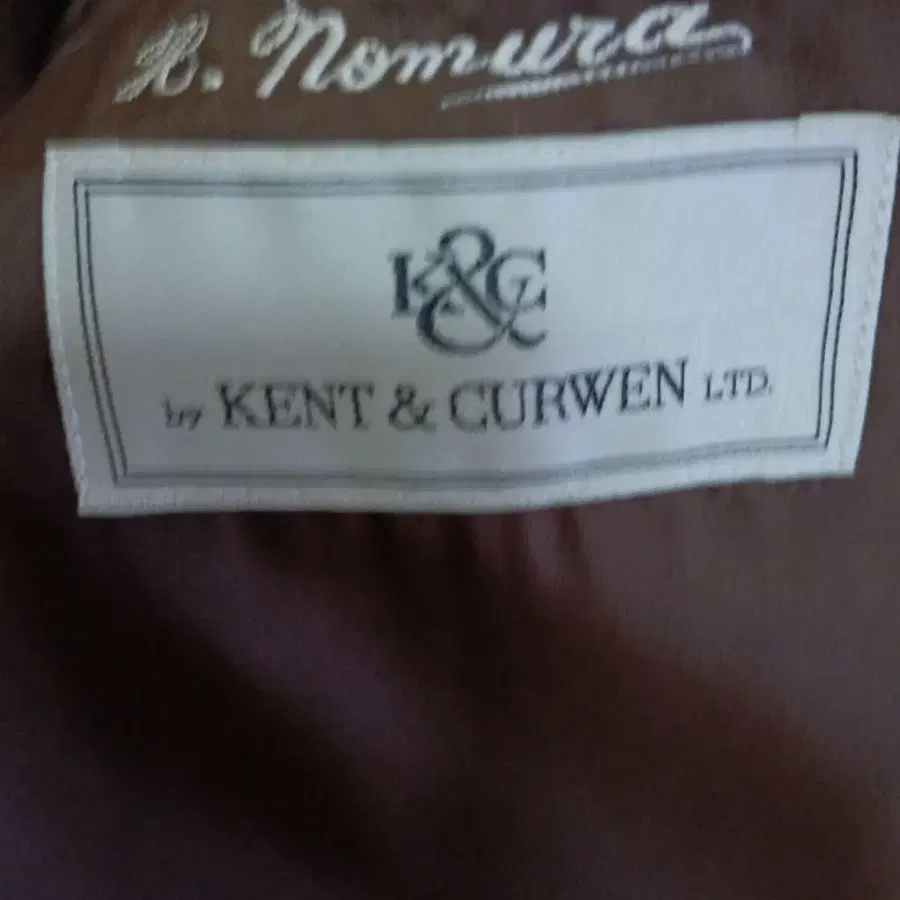 H. Nomura
K&C
by KENT & CURWEN LTD.